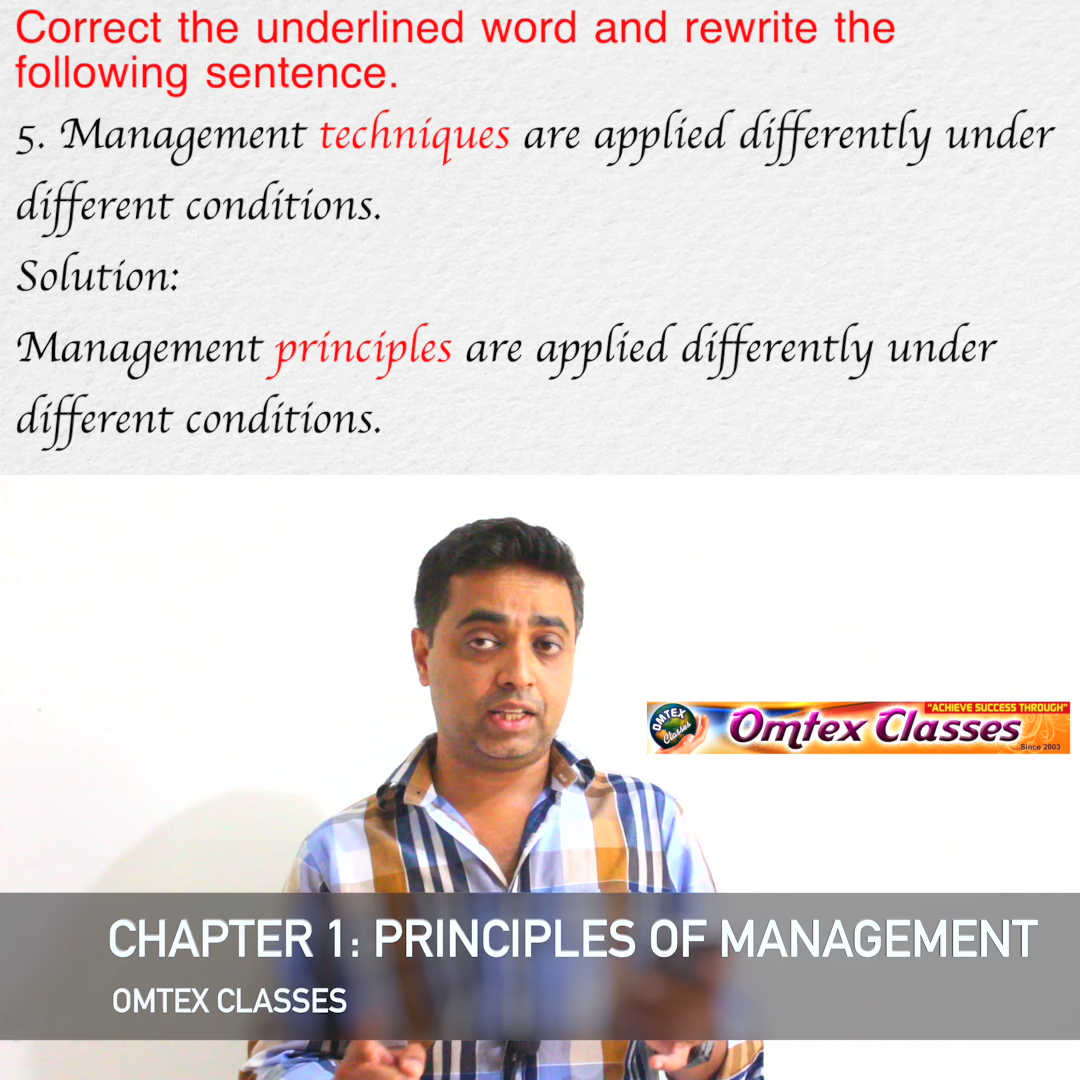 Correct the underlined word and rewrite the
following sentence.
5. Management techniques are applied differently under
different conditions.
Solution:
Management principles are applied differently under
different conditions.
"ACHIEVE SUCCESS THROUGH"
OMTEX
Classes
Omtex Classes
Since 2003
CHAPTER 1: PRINCIPLES OF MANAGEMENT
OMTEX CLASSES